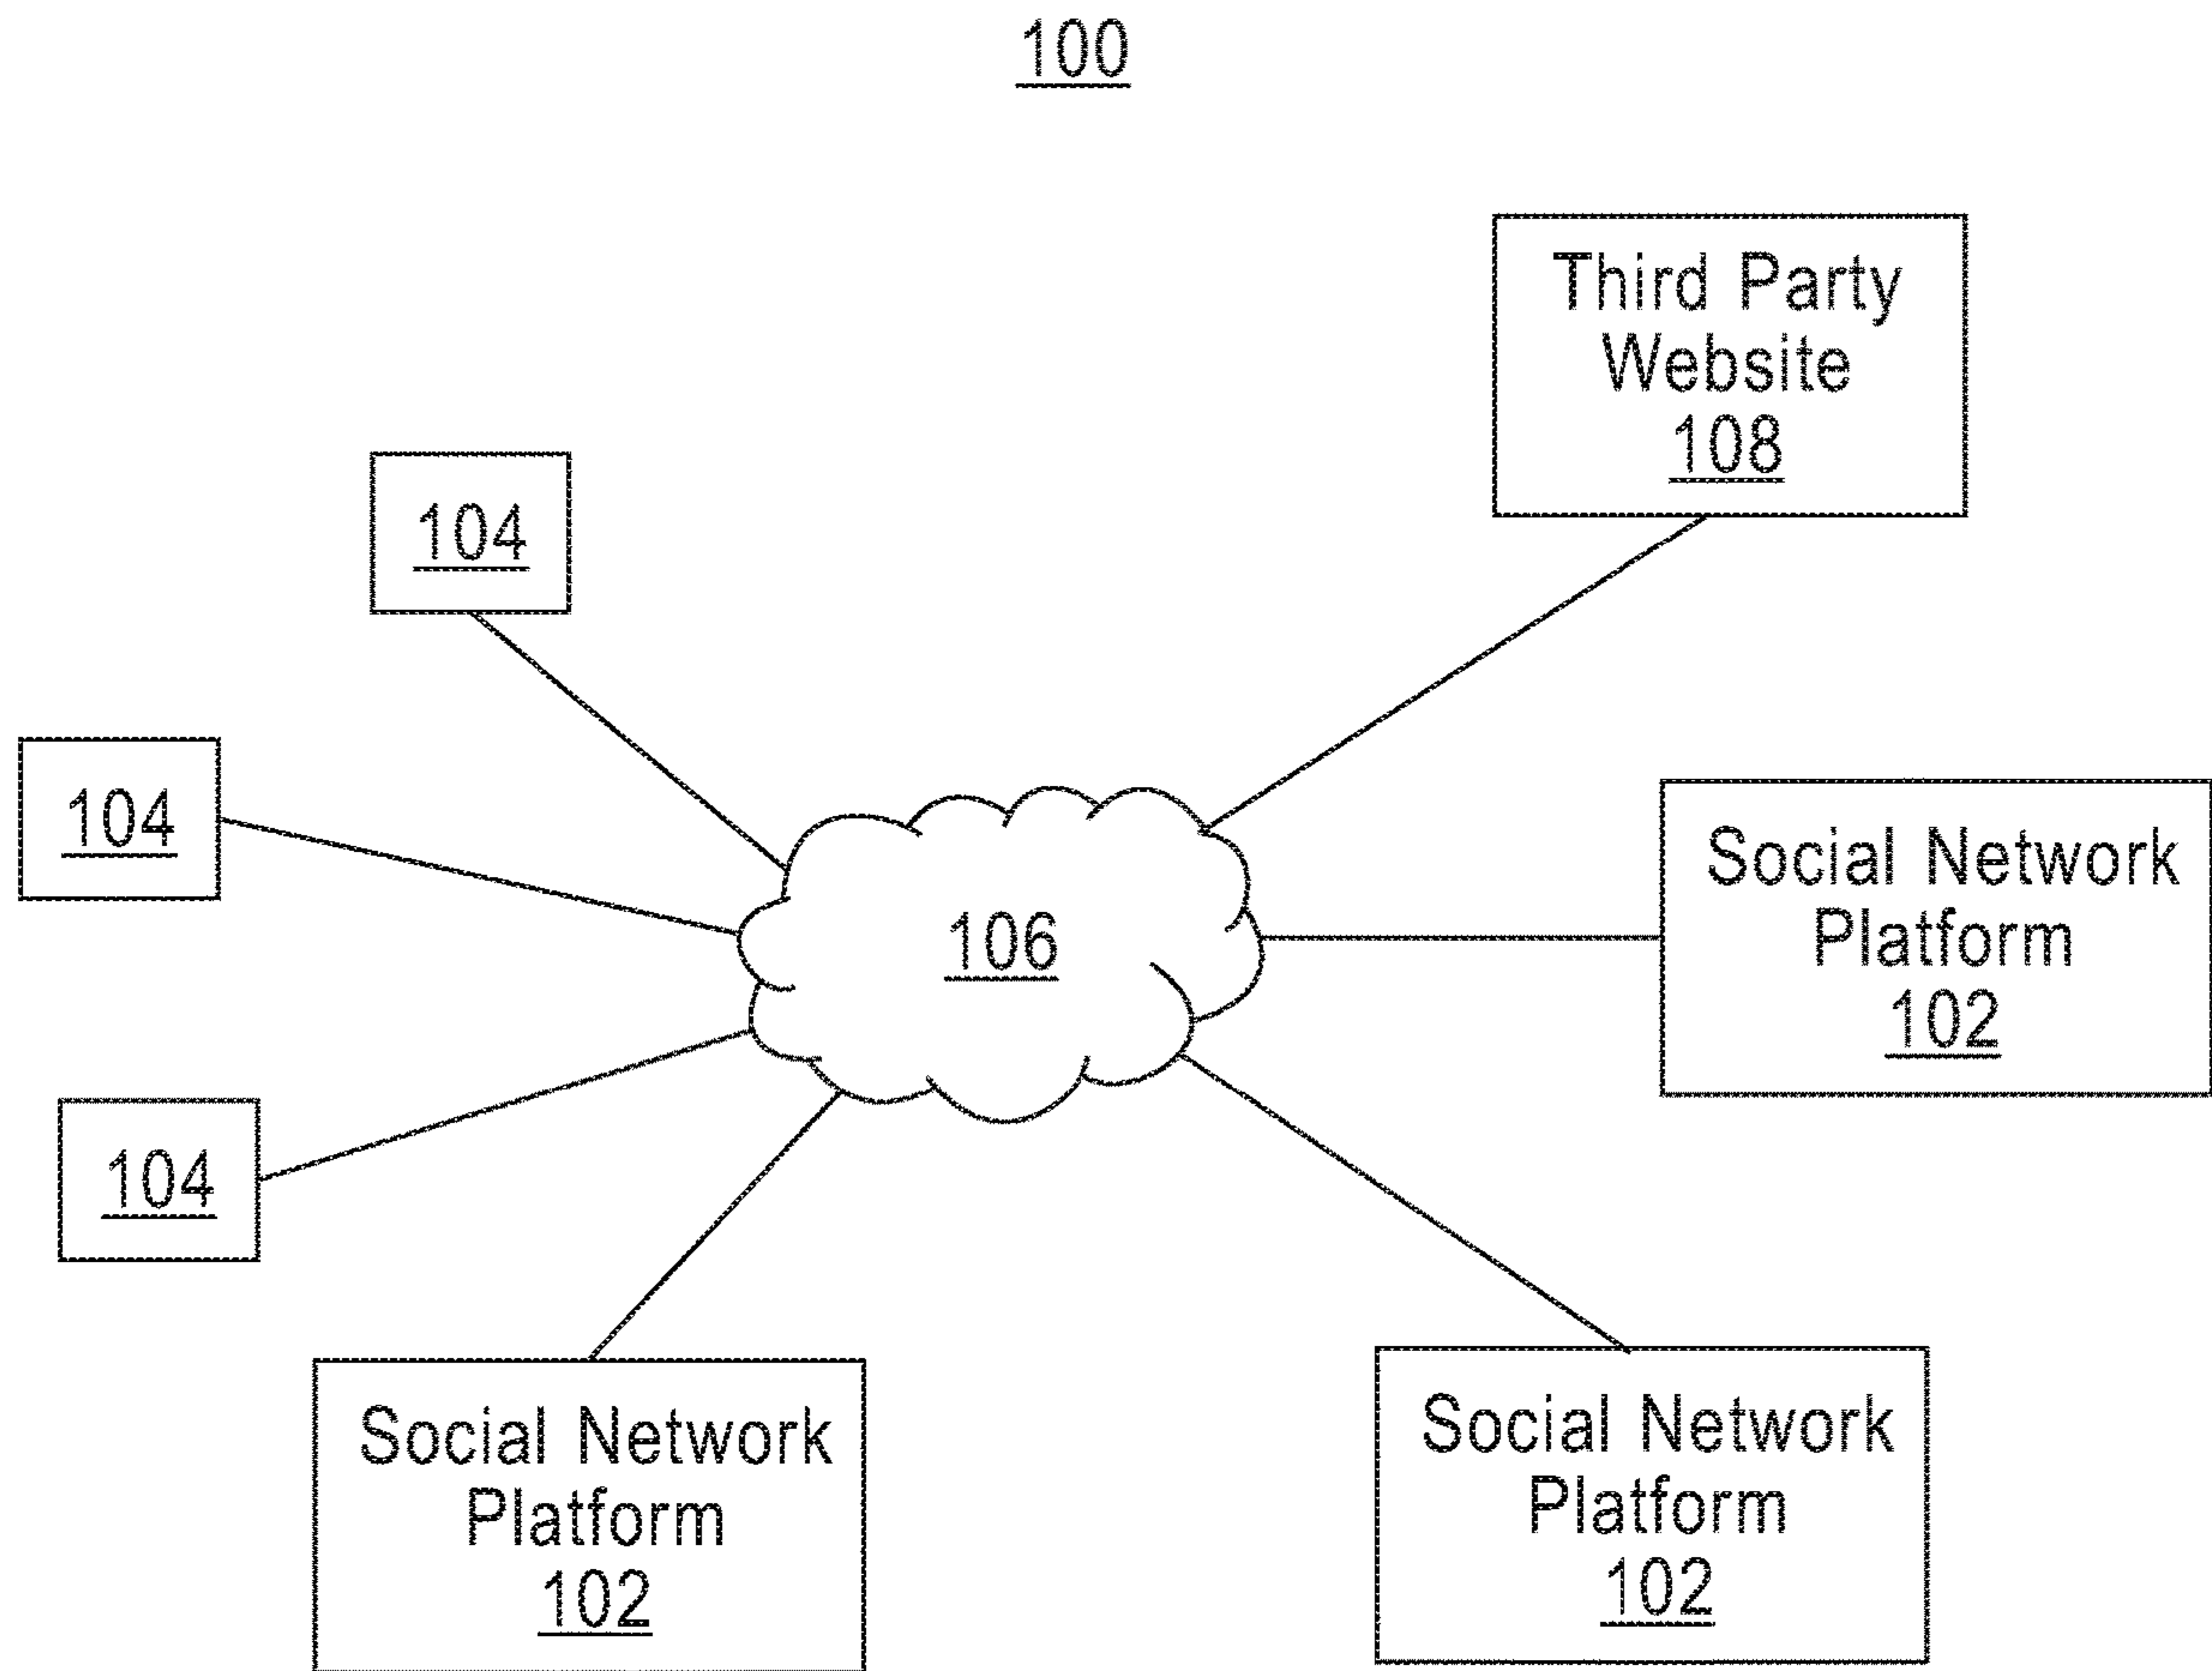 100
Third Party
Website
108
104
104
106
Social Network
Platform
102
104
Social Network
Platform
102
Social Network
Platform
102